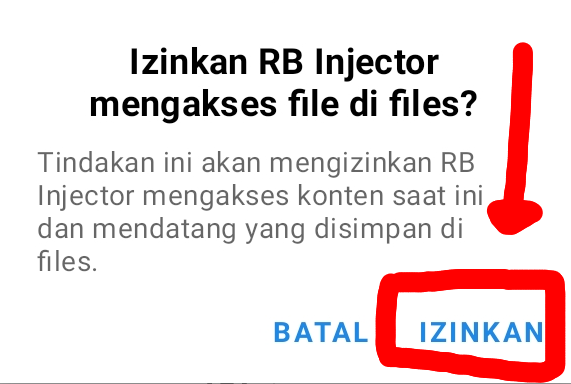 Izinkan RB Injector
mengakses file di files?
Tindakan ini akan mengizinkan RB
Injector mengakses konten saat ini
dan mendatang yang disimpan di
files.
BATAL IZINKAN